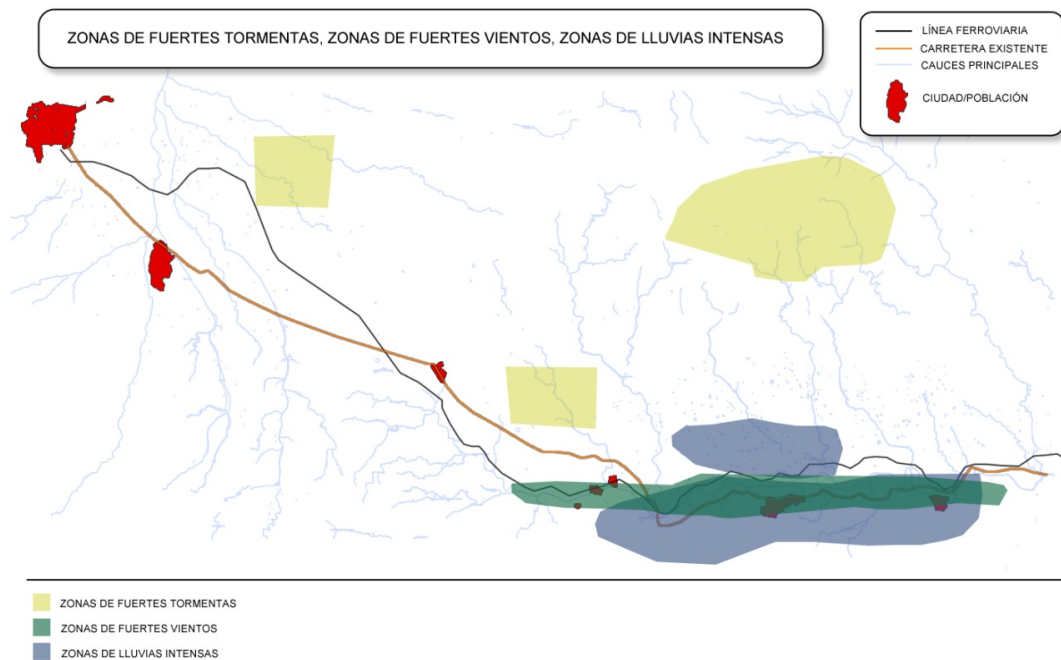 ZONAS DE FUERTES TORMENTAS, ZONAS DE FUERTES VIENTOS, ZONAS DE LLUVIAS INTENSAS
LÍNEA FERROVIARIA
CARRETERA EXISTENTE
CAUCES PRINCIPALES
CIUDAD/POBLACIÓN
ZONAS DE FUERTES TORMENTAS
ZONAS DE FUERTES VIENTOS
ZONAS DE LLUVIAS INTENSAS